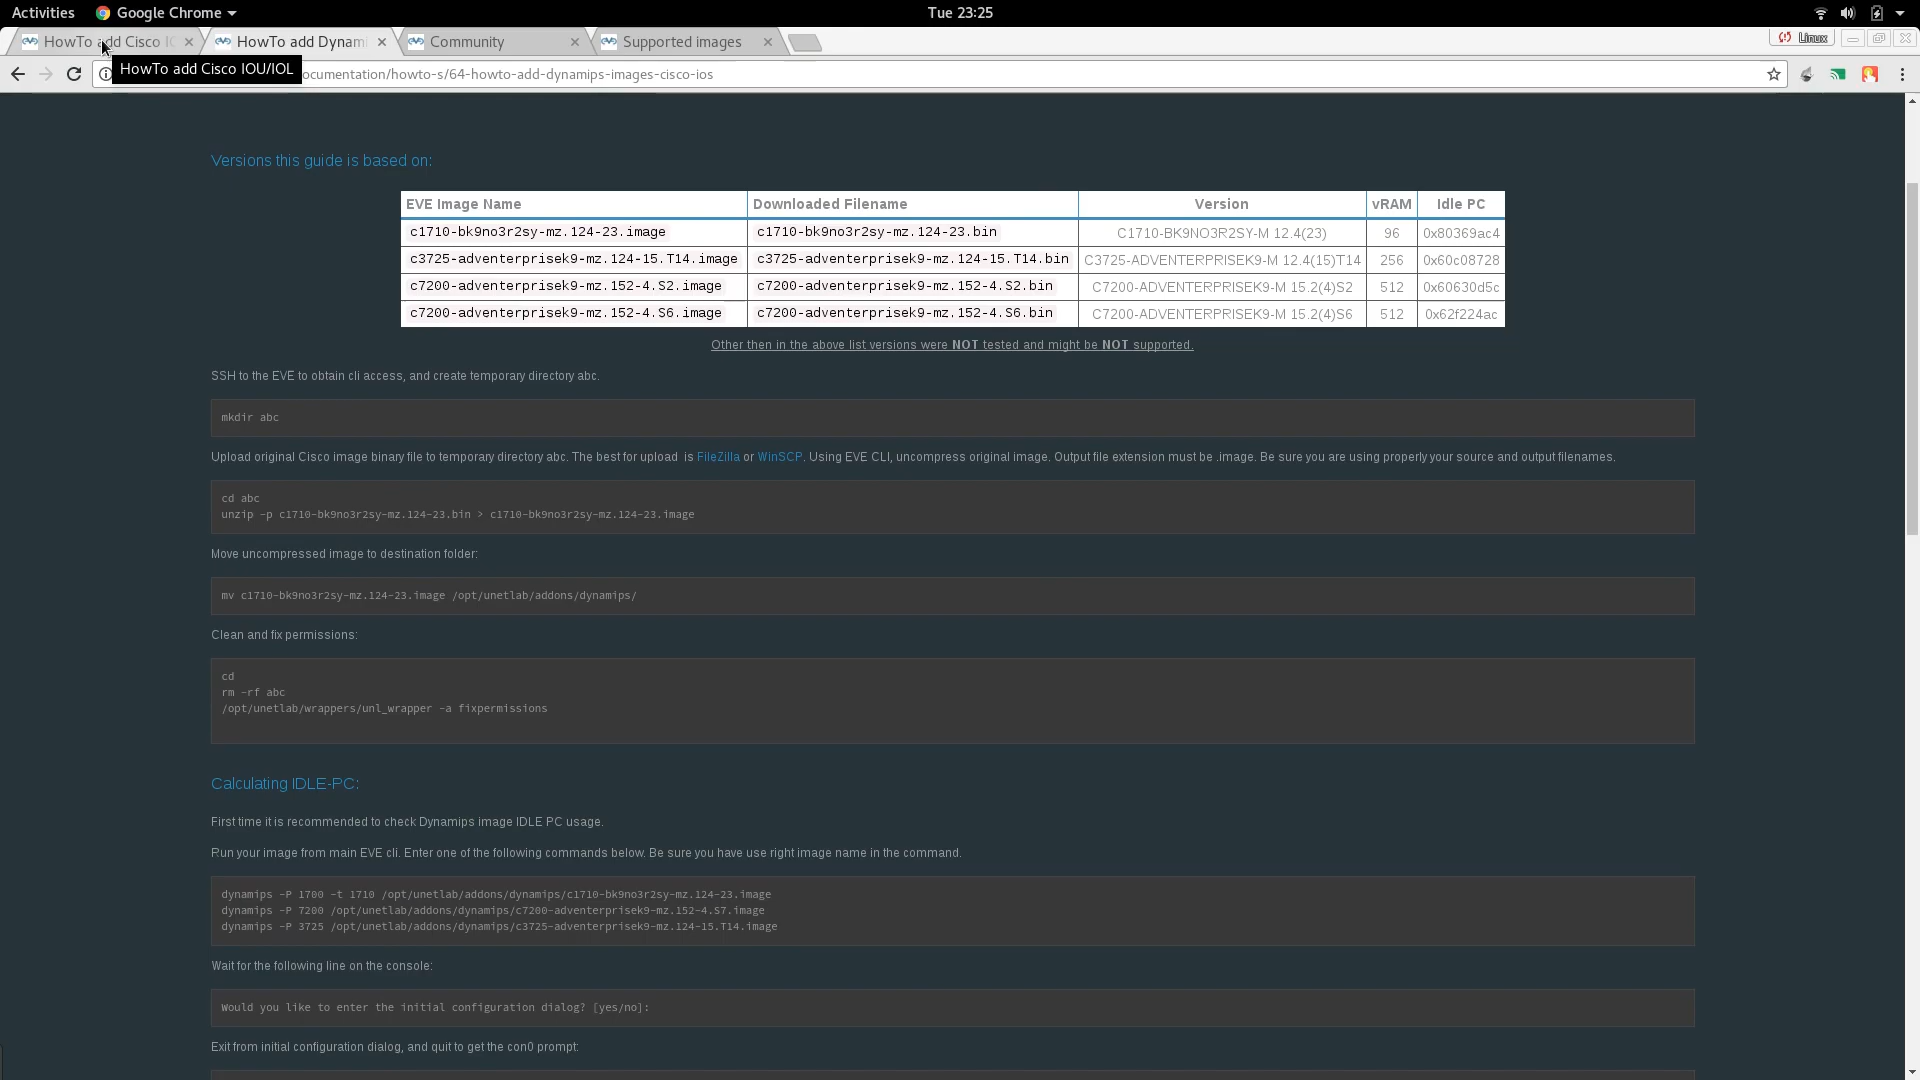 Activities Google Chrome Tue 23:25
HowTo add Cisco IO HowTo add Dynami Community Supported images Linux
HowTo add Cisco IOU/IOL
ocumentation/howto-s/64-howto-add-dynamips-images-cisco-ios
Versions this guide is based on:
EVE Image Name Downloaded Filename Version vRAM Idle PC
c1710-bk9no3r2sy-mz.124-23.image c1710-bk9no3r2sy-mz.124-23.bin C1710-BK9NO3R2SY-M 12.4(23) 96 0x80369ac4
c3725-adventerprisek9-mz.124-15.T14.image c3725-adventerprisek9-mz.124-15.T14.bin C3725-ADVENTERPRISEK9-M 12.4(15)T14 256 0x60c08728
c7200-adventerprisek9-mz.152-4.S2.image c7200-adventerprisek9-mz.152-4.S2.bin C7200-ADVENTERPRISEK9-M 15.2(4)S2 512 0x60630d5c
c7200-adventerprisek9-mz.152-4.S6.image c7200-adventerprisek9-mz.152-4.S6.bin C7200-ADVENTERPRISEK9-M 15.2(4)S6 512 0x62f224ac
Other then in the above list versions were NOT tested and might be NOT supported.
SSH to the EVE to obtain cli access, and create temporary directory abc.
mkdir abc
Upload original Cisco image binary file to temporary directory abc. The best for upload is FileZilla or WinSCP. Using EVE CLI, uncompress original image. Output file extension must be .image. Be sure you are using properly your source and output filenames.
cd abc
unzip -p c1710-bk9no3r2sy-mz.124-23.bin > c1710-bk9no3r2sy-mz.124-23.image
Move uncompressed image to destination folder:
mv c1710-bk9no3r2sy-mz.124-23.image /opt/unetlab/addons/dynamips/
Clean and fix permissions:
cd
rm -rf abc
/opt/unetlab/wrappers/unl_wrapper -a fixpermissions
Calculating IDLE-PC:
First time it is recommended to check Dynamips image IDLE PC usage.
Run your image from main EVE cli. Enter one of the following commands below. Be sure you have use right image name in the command.
dynamips -P 1700 -t 1710 /opt/unetlab/addons/dynamips/c1710-bk9no3r2sy-mz.124-23.image
dynamips -P 7200 /opt/unetlab/addons/dynamips/c7200-adventerprisek9-mz.152-4.S7.image
dynamips -P 3725 /opt/unetlab/addons/dynamips/c3725-adventerprisek9-mz.124-15.T14.image
Wait for the following line on the console:
Would you like to enter the initial configuration dialog? [yes/no]:
Exit from initial configuration dialog, and quit to get the con0 prompt: